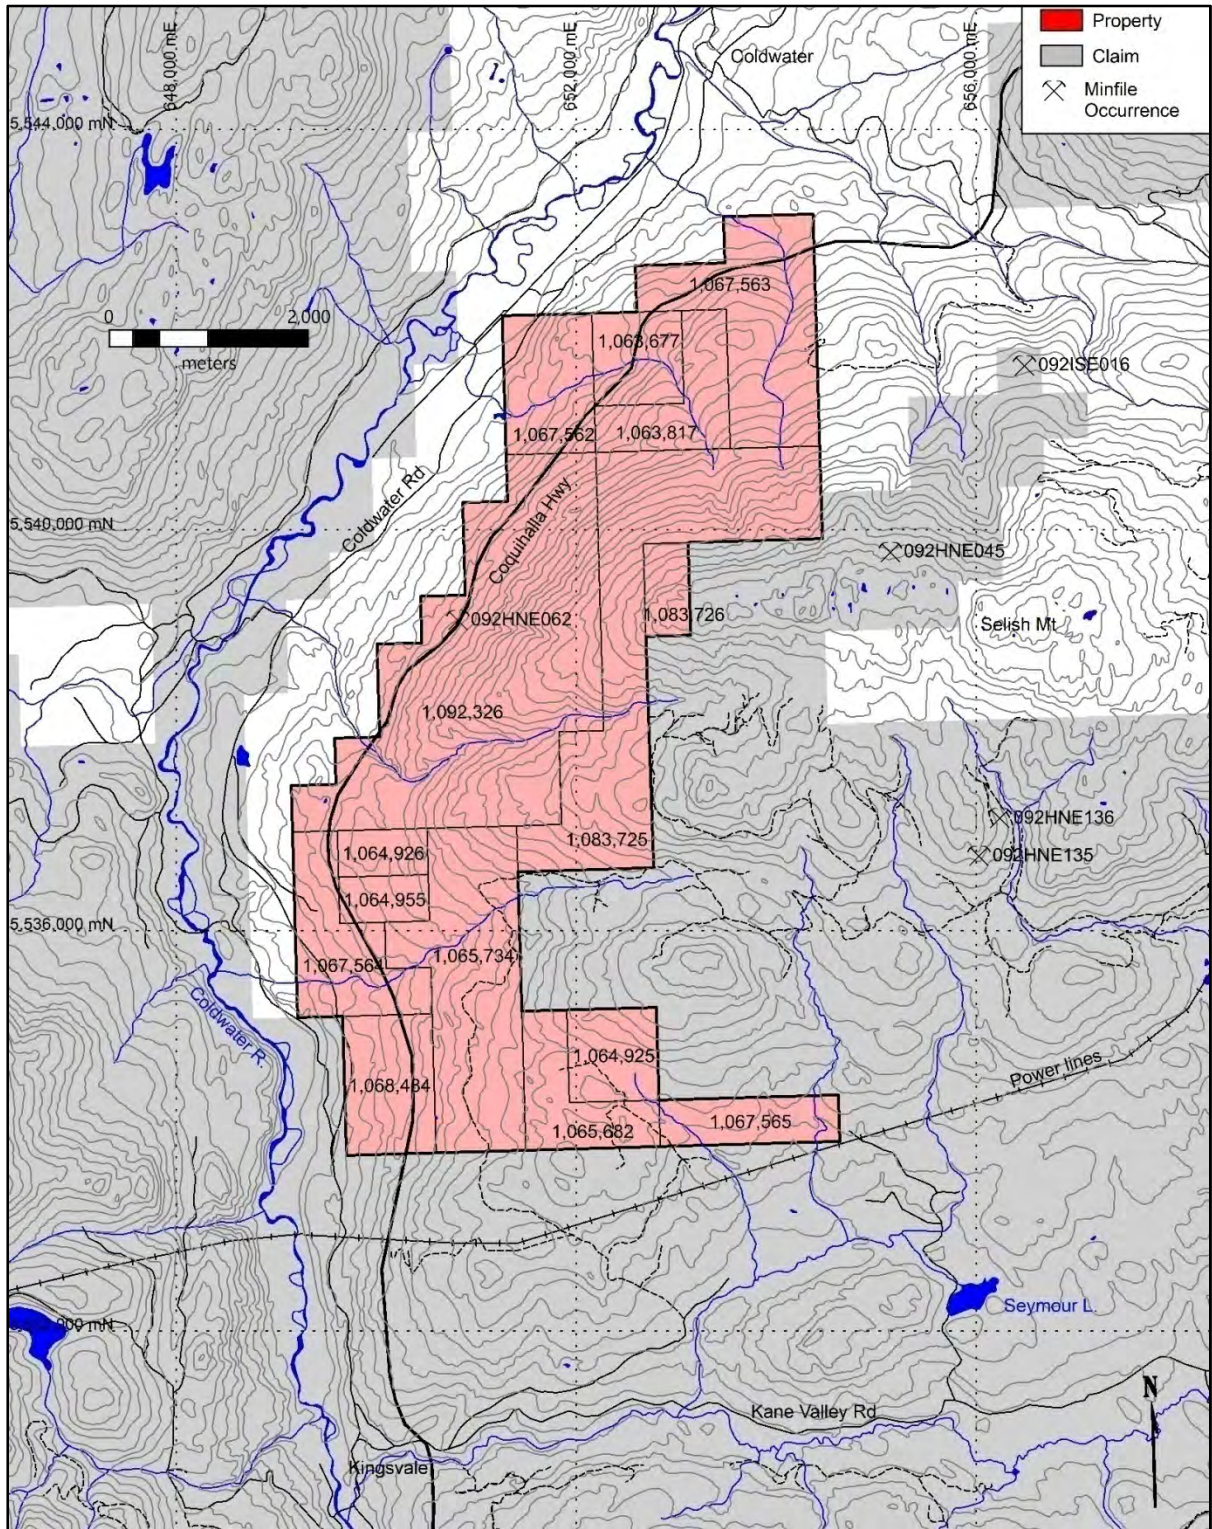 Property
Claim
Minfile
Occurrence
648,000 mE
652,000 mE
656,000 mE
Coldwater
5,544,000 mN
0 2,000
meters
1,067,563
1,063,677
092ISE016
1,067,562
1,063,817
Coldwater Rd
Coquihalla Hwy
5,540,000 mN
092HNE045
092HNE062
1,083,726
Selish Mt
1,092,326
092HNE136
1,083,725
1,064,926
092HNE135
1,064,955
5,536,000 mN
1,067,564
1,065,734
Coldwater R.
1,064,925
Power lines
1,068,484
1,067,565
1,065,682
Seymour L.
000 mN
N
Kane Valley Rd
Kingsvale